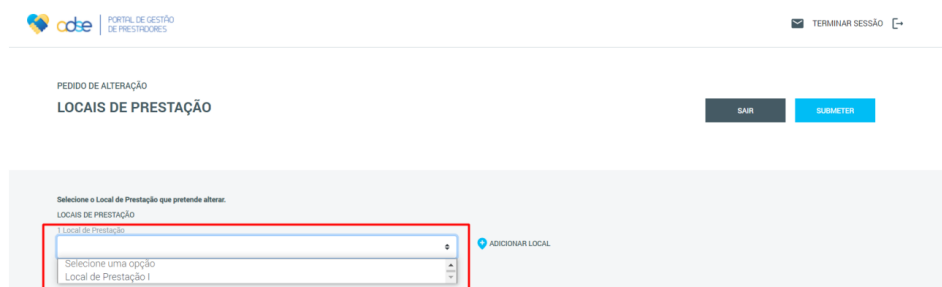 adse PORTAL DE GESTÃO
DE PRESTADORES
TERMINAR SESSÃO
PEDIDO DE ALTERAÇÃO
LOCAIS DE PRESTAÇÃO
SAIR
SUBMETER
Selecione o Local de Prestação que pretende alterar.
LOCAIS DE PRESTAÇÃO
1 Local de Prestação
ADICIONAR LOCAL
Selecione uma opção
Local de Prestação I